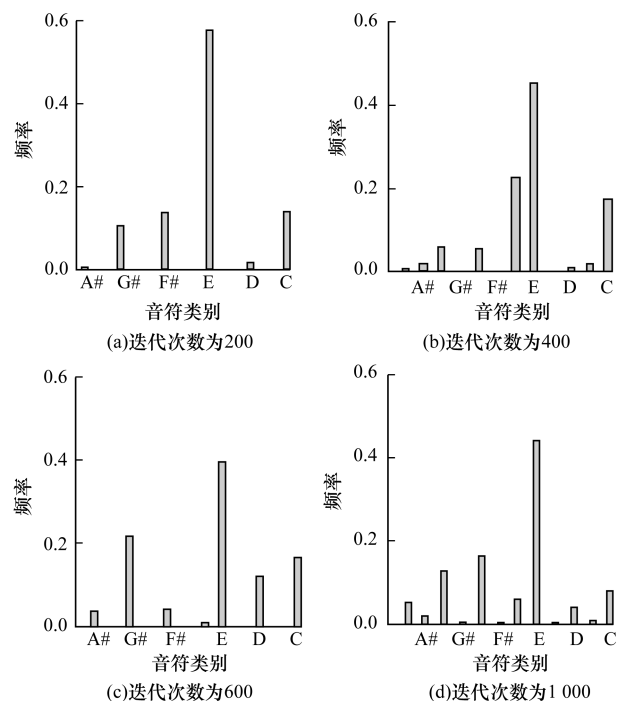 0.6
0.4
0.2
0.0
频率
A# G# F# E D C
音符类别
(a)迭代次数为200
0.6
0.4
0.2
0.0
频率
A# G# F# E D C
音符类别
(b)迭代次数为400
0.6
0.4
0.2
0.0
频率
A# G# F# E D C
音符类别
(c)迭代次数为600
0.6
0.4
0.2
0.0
频率
A# G# F# E D C
音符类别
(d)迭代次数为1 000